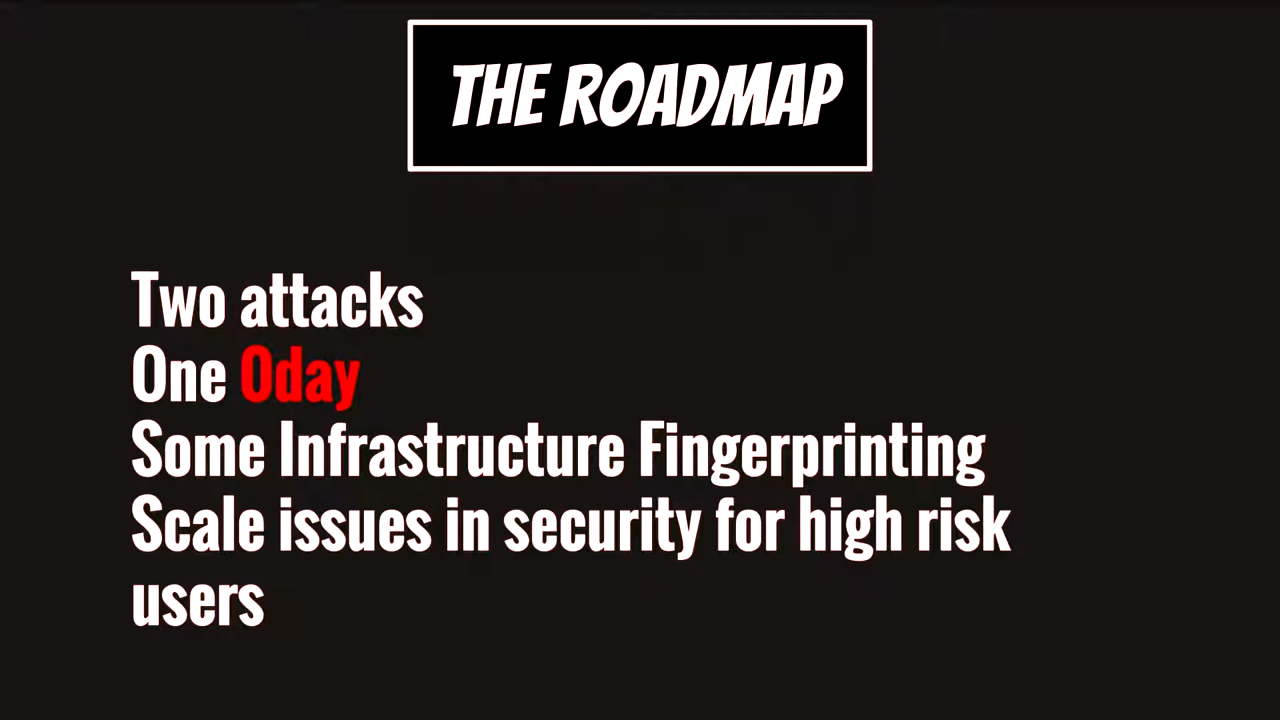 THE ROADMAP
Two attacks
One 0day
Some Infrastructure Fingerprinting
Scale issues in security for high risk
users